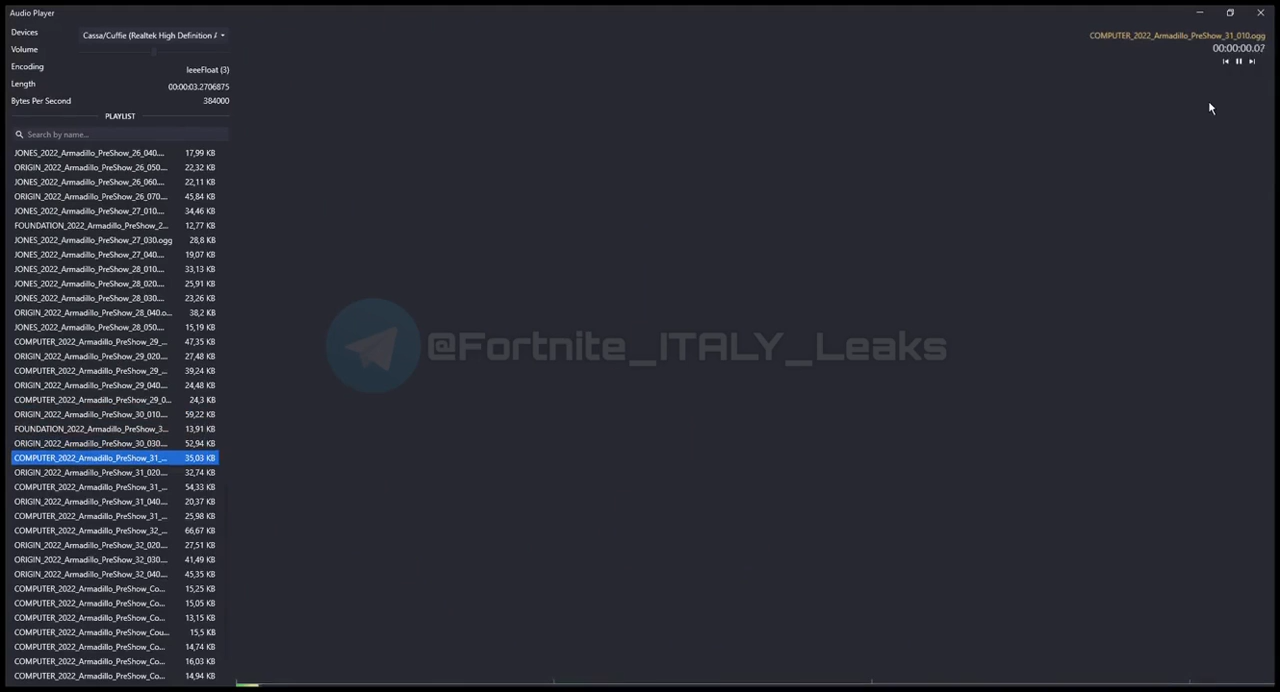 Audio Player
Devices
Cassa/Cuffie (Realtek High Definition A
Volume
Encoding
IeeeFloat (3)
Length
00:00:03.2706875
Bytes Per Second
384000
PLAYLIST
Search by name...
JONES_2022_Armadillo_PreShow_26_040.... 17,99 KB
ORIGIN_2022_Armadillo_PreShow_26_050.... 22,32 KB
JONES_2022_Armadillo_PreShow_26_060.... 22,11 KB
ORIGIN_2022_Armadillo_PreShow_26_070.... 45,84 KB
JONES_2022_Armadillo_PreShow_27_010.... 34,46 KB
FOUNDATION_2022_Armadillo_PreShow_2... 12,77 KB
JONES_2022_Armadillo_PreShow_27_030.ogg 28,8 KB
JONES_2022_Armadillo_PreShow_27_040.... 19,07 KB
JONES_2022_Armadillo_PreShow_28_010.... 33,13 KB
JONES_2022_Armadillo_PreShow_28_020.... 25,91 KB
JONES_2022_Armadillo_PreShow_28_030.... 23,26 KB
ORIGIN_2022_Armadillo_PreShow_28_040.o... 38,2 KB
JONES_2022_Armadillo_PreShow_28_050.... 15,19 KB
COMPUTER_2022_Armadillo_PreShow_29_... 47,35 KB
ORIGIN_2022_Armadillo_PreShow_29_020.... 27,48 KB
COMPUTER_2022_Armadillo_PreShow_29_... 39,24 KB
ORIGIN_2022_Armadillo_PreShow_29_040.... 24,48 KB
COMPUTER_2022_Armadillo_PreShow_29_0... 24,3 KB
ORIGIN_2022_Armadillo_PreShow_30_010.... 59,22 KB
FOUNDATION_2022_Armadillo_PreShow_3... 13,91 KB
ORIGIN_2022_Armadillo_PreShow_30_030.... 52,94 KB
COMPUTER_2022_Armadillo_PreShow_31_... 35,03 KB
ORIGIN_2022_Armadillo_PreShow_31_020.... 32,74 KB
COMPUTER_2022_Armadillo_PreShow_31_... 54,33 KB
ORIGIN_2022_Armadillo_PreShow_31_040.... 20,37 KB
COMPUTER_2022_Armadillo_PreShow_31_... 25,98 KB
COMPUTER_2022_Armadillo_PreShow_32_... 66,67 KB
ORIGIN_2022_Armadillo_PreShow_32_020.... 27,51 KB
ORIGIN_2022_Armadillo_PreShow_32_030.... 41,49 KB
ORIGIN_2022_Armadillo_PreShow_32_040.... 45,35 KB
COMPUTER_2022_Armadillo_PreShow_Co... 15,25 KB
COMPUTER_2022_Armadillo_PreShow_Co... 15,05 KB
COMPUTER_2022_Armadillo_PreShow_Co... 13,15 KB
COMPUTER_2022_Armadillo_PreShow_Cou... 15,5 KB
COMPUTER_2022_Armadillo_PreShow_Co... 14,74 KB
COMPUTER_2022_Armadillo_PreShow_Co... 16,03 KB
COMPUTER_2022_Armadillo_PreShow_Co... 14,94 KB
COMPUTER_2022_Armadillo_PreShow_31_010.ogg
00:00:00.07
@Fortnite_ITALY_Leaks